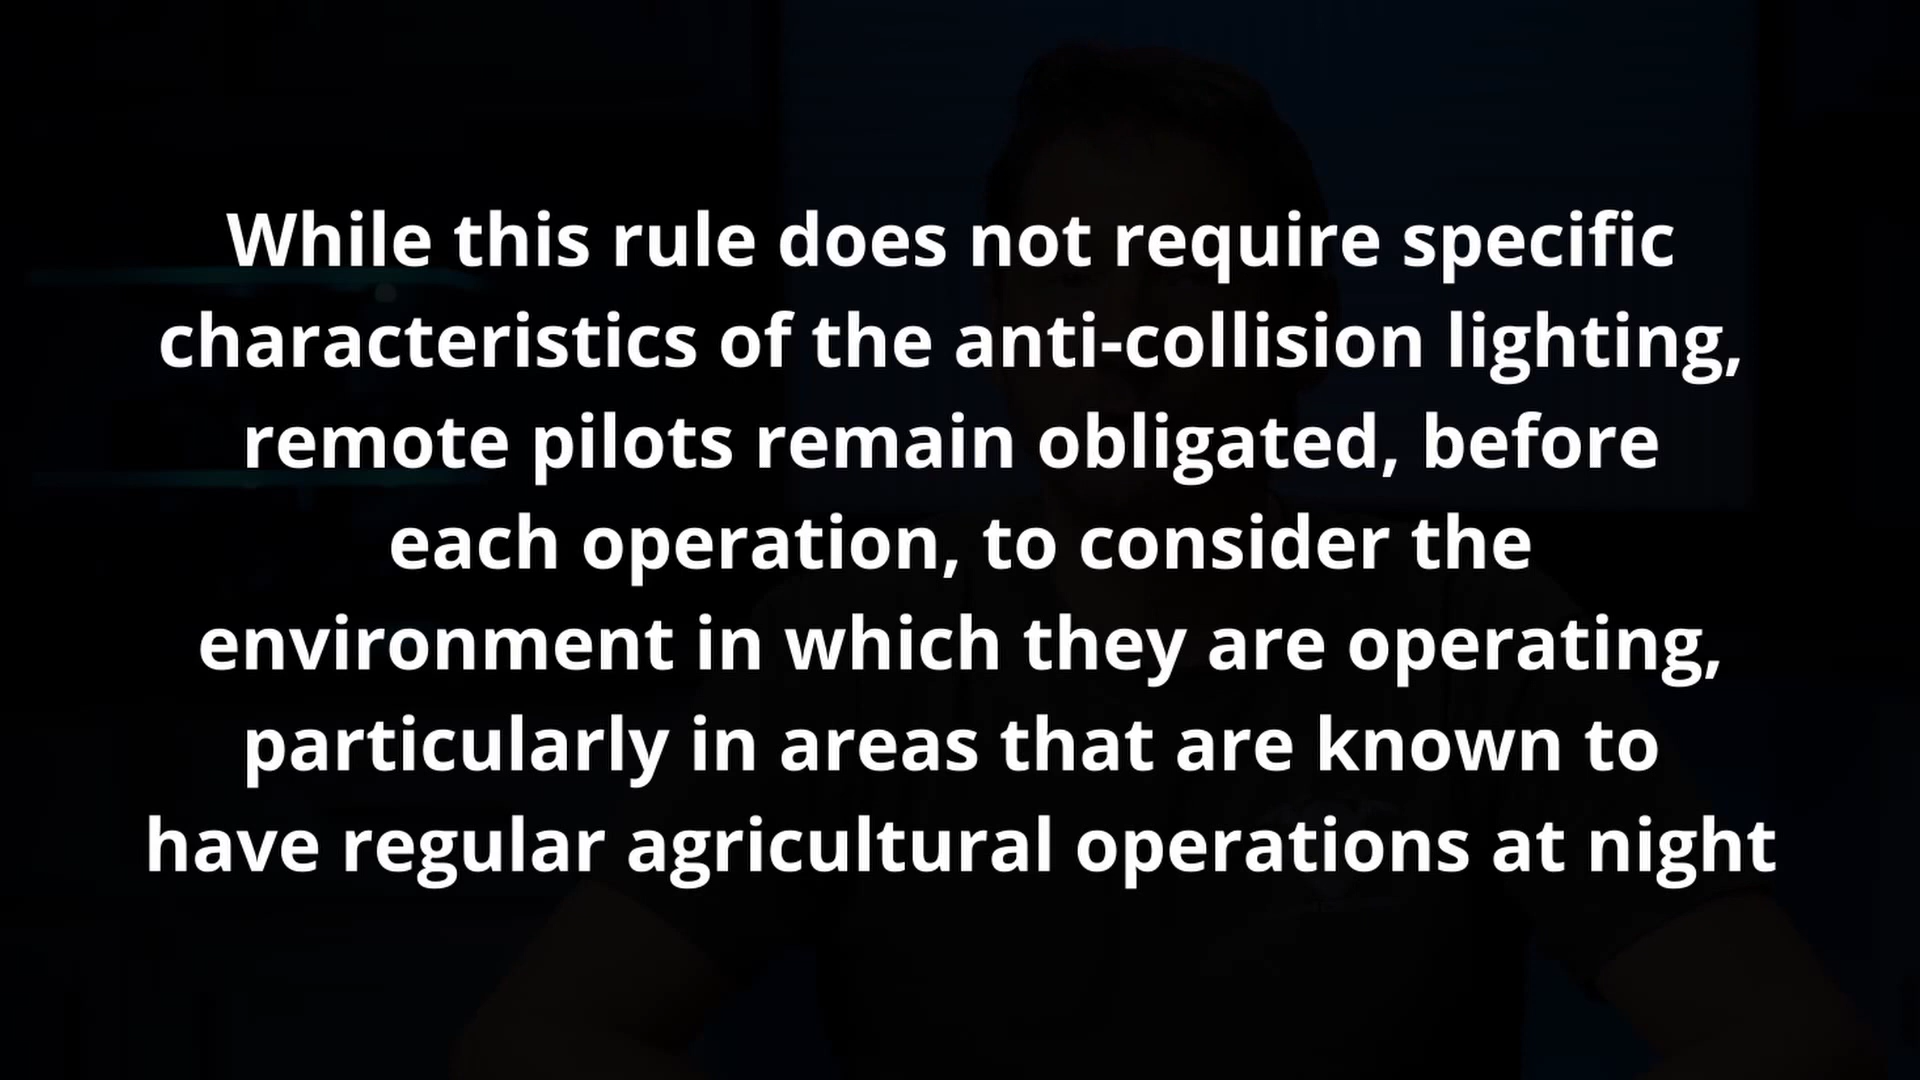 While this rule does not require specific
characteristics of the anti-collision lighting,
remote pilots remain obligated, before
each operation, to consider the
environment in which they are operating,
particularly in areas that are known to
have regular agricultural operations at night